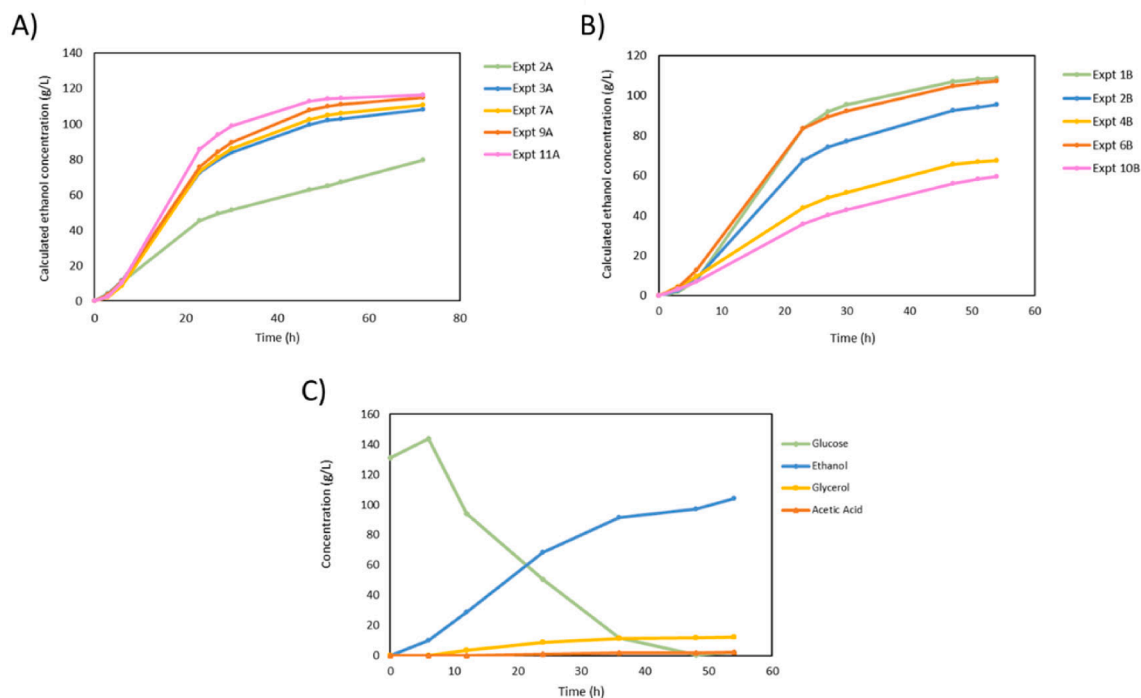 A)
Calculated ethanol concentration (g/L)
140
120
100
80
60
40
20
0
0
20
40
60
80
Time (h)
Expt 2A
Expt 3A
Expt 7A
Expt 9A
Expt 11A
B)
Calculated ethanol concentration (g/L)
120
100
80
60
40
20
0
0
10
20
30
40
50
60
Time (h)
Expt 1B
Expt 2B
Expt 4B
Expt 6B
Expt 10B
C)
Concentration (g/L)
160
140
120
100
80
60
40
20
0
0
10
20
30
40
50
60
Time (h)
Glucose
Ethanol
Glycerol
Acetic Acid